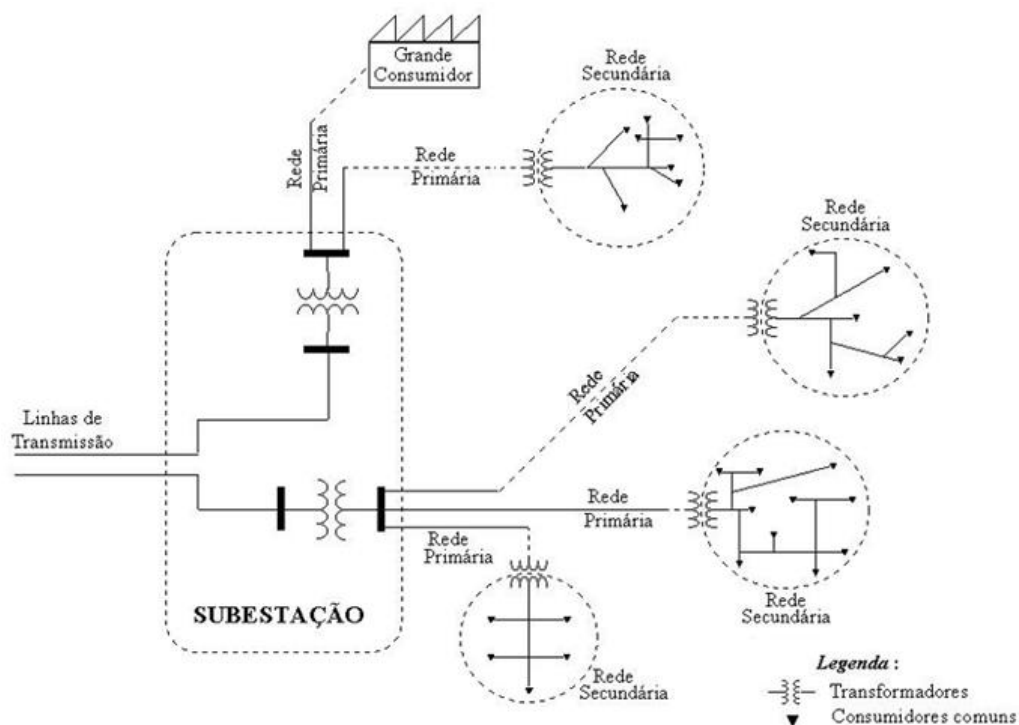 Grande
Consumidor
Rede
Secundária
Rede
Primária
Rede
Primária
Rede
Secundária
Rede
Primária
Linhas de
Transmissão
Rede
Primária
Rede
Primária
SUBESTAÇÃO
Rede
Secundária
Rede
Secundária
Legenda :
Transformadores
Consumidores comuns